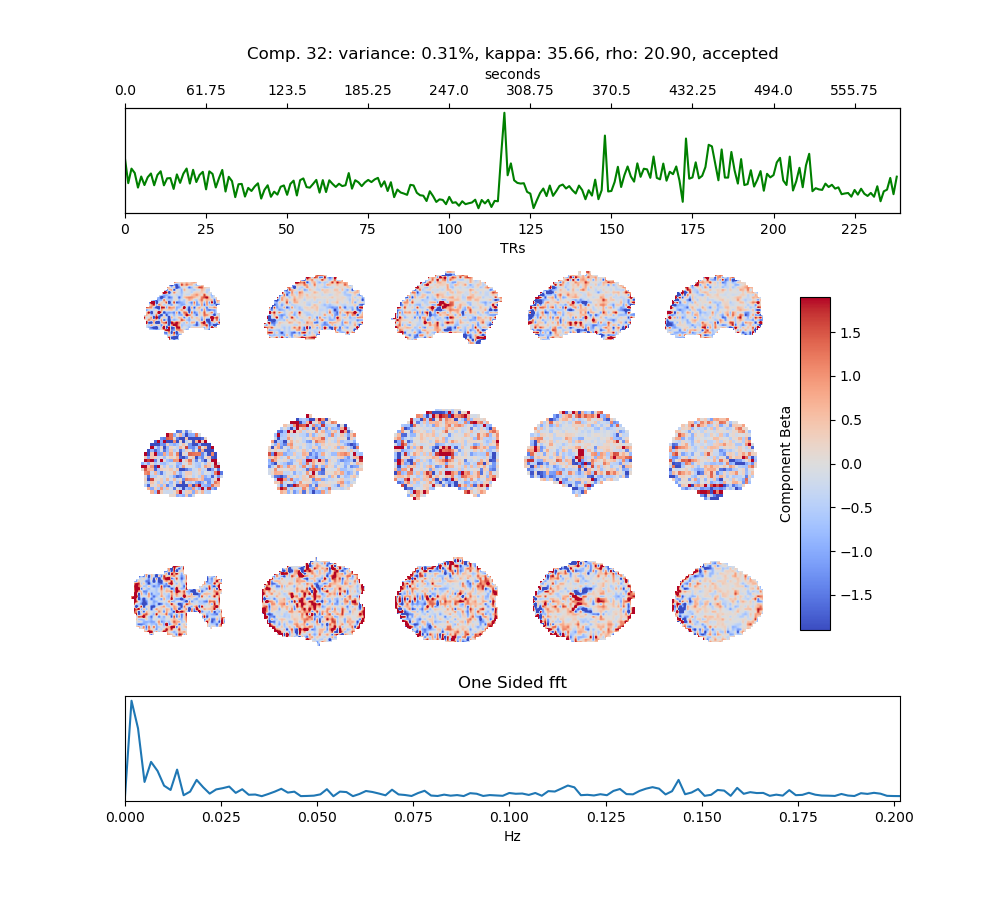 Comp. 32: variance: 0.31%, kappa: 35.66, rho: 20.90, accepted
seconds
0.0 61.75 123.5 185.25 247.0 308.75 370.5 432.25 494.0 555.75
0 25 50 75 100 125 150 175 200 225
TRs
1.5
1.0
0.5
0.0
−0.5
−1.0
−1.5
Component Beta
One Sided fft
0.000 0.025 0.050 0.075 0.100 0.125 0.150 0.175 0.200
Hz